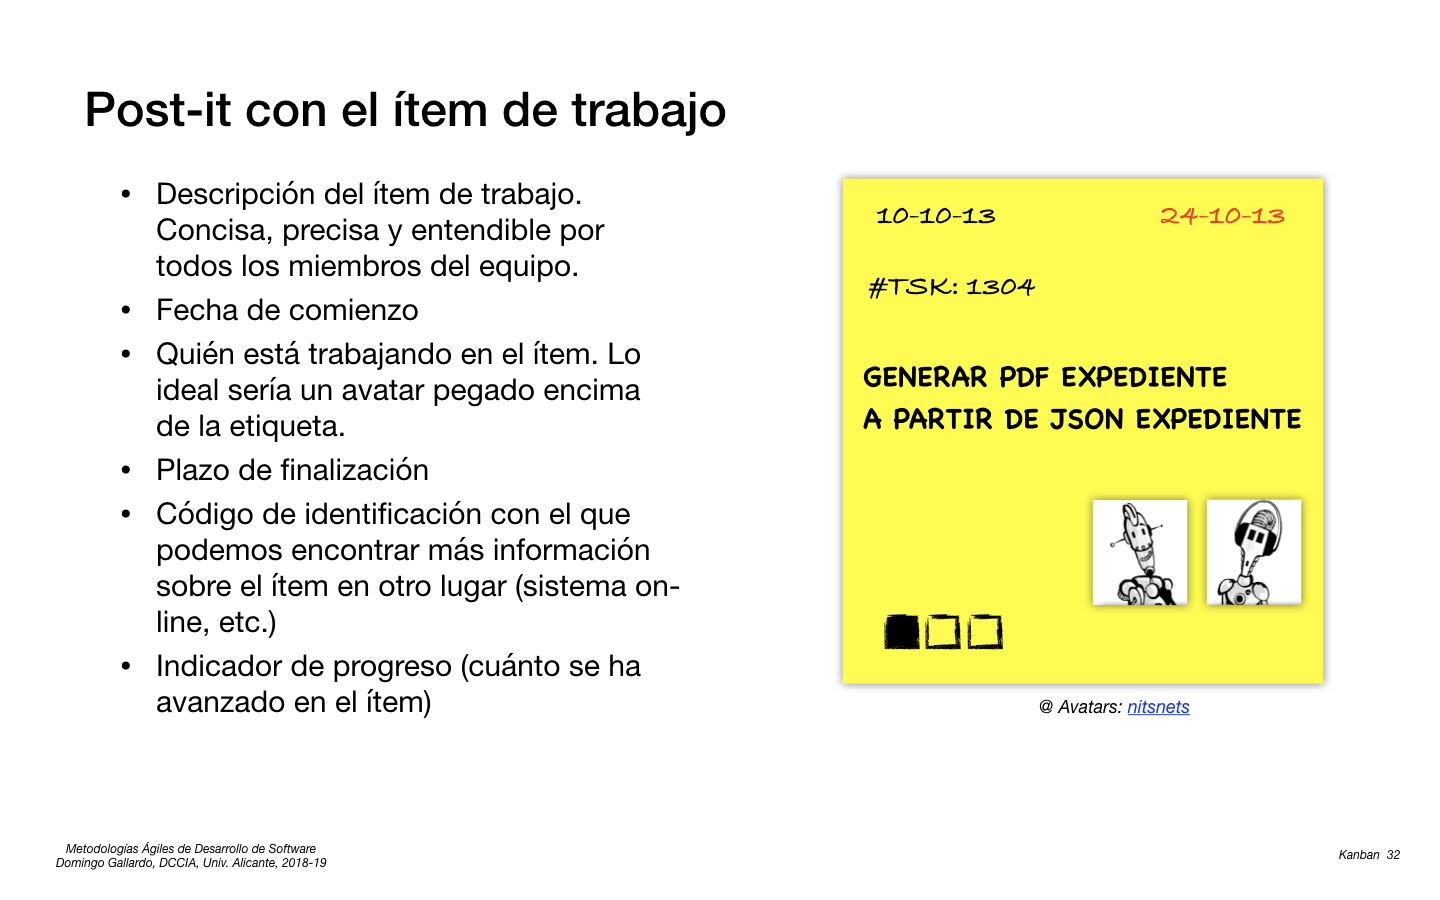 Post-it con el ítem de trabajo
• Descripción del ítem de trabajo.
Concisa, precisa y entendible por
todos los miembros del equipo.
• Fecha de comienzo
• Quién está trabajando en el ítem. Lo
ideal sería un avatar pegado encima
de la etiqueta.
• Plazo de finalización
• Código de identificación con el que
podemos encontrar más información
sobre el ítem en otro lugar (sistema on-
line, etc.)
• Indicador de progreso (cuánto se ha
avanzado en el ítem)
10-10-13 24-10-13
#TSK: 1304
GENERAR PDF EXPEDIENTE
A PARTIR DE JSON EXPEDIENTE
@ Avatars: nitsnets
Metodologías Ágiles de Desarrollo de Software
Domingo Gallardo, DCCIA, Univ. Alicante, 2018-19
Kanban 32